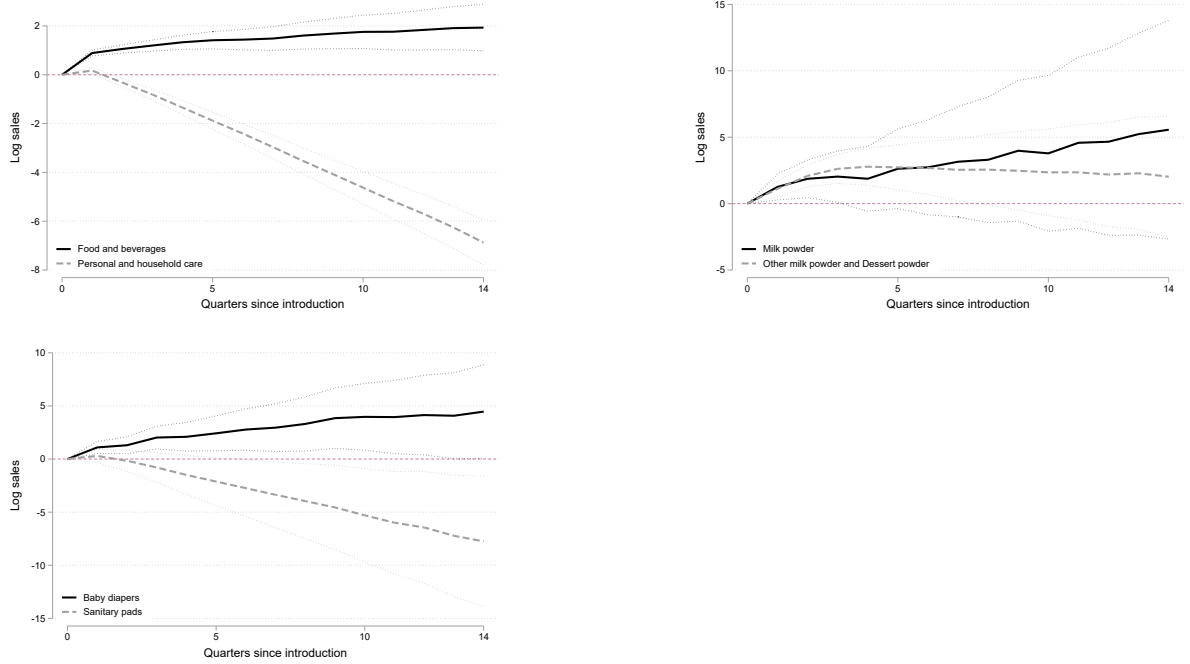 2
0
-2
-4
-6
-8
Log sales
Food and beverages
Personal and household care
0
5
10
14
Quarters since introduction
15
10
5
0
-5
Log sales
Milk powder
Other milk powder and Dessert powder
0
5
10
14
Quarters since introduction
10
5
0
-5
-10
-15
Log sales
Baby diapers
Sanitary pads
0
5
10
14
Quarters since introduction